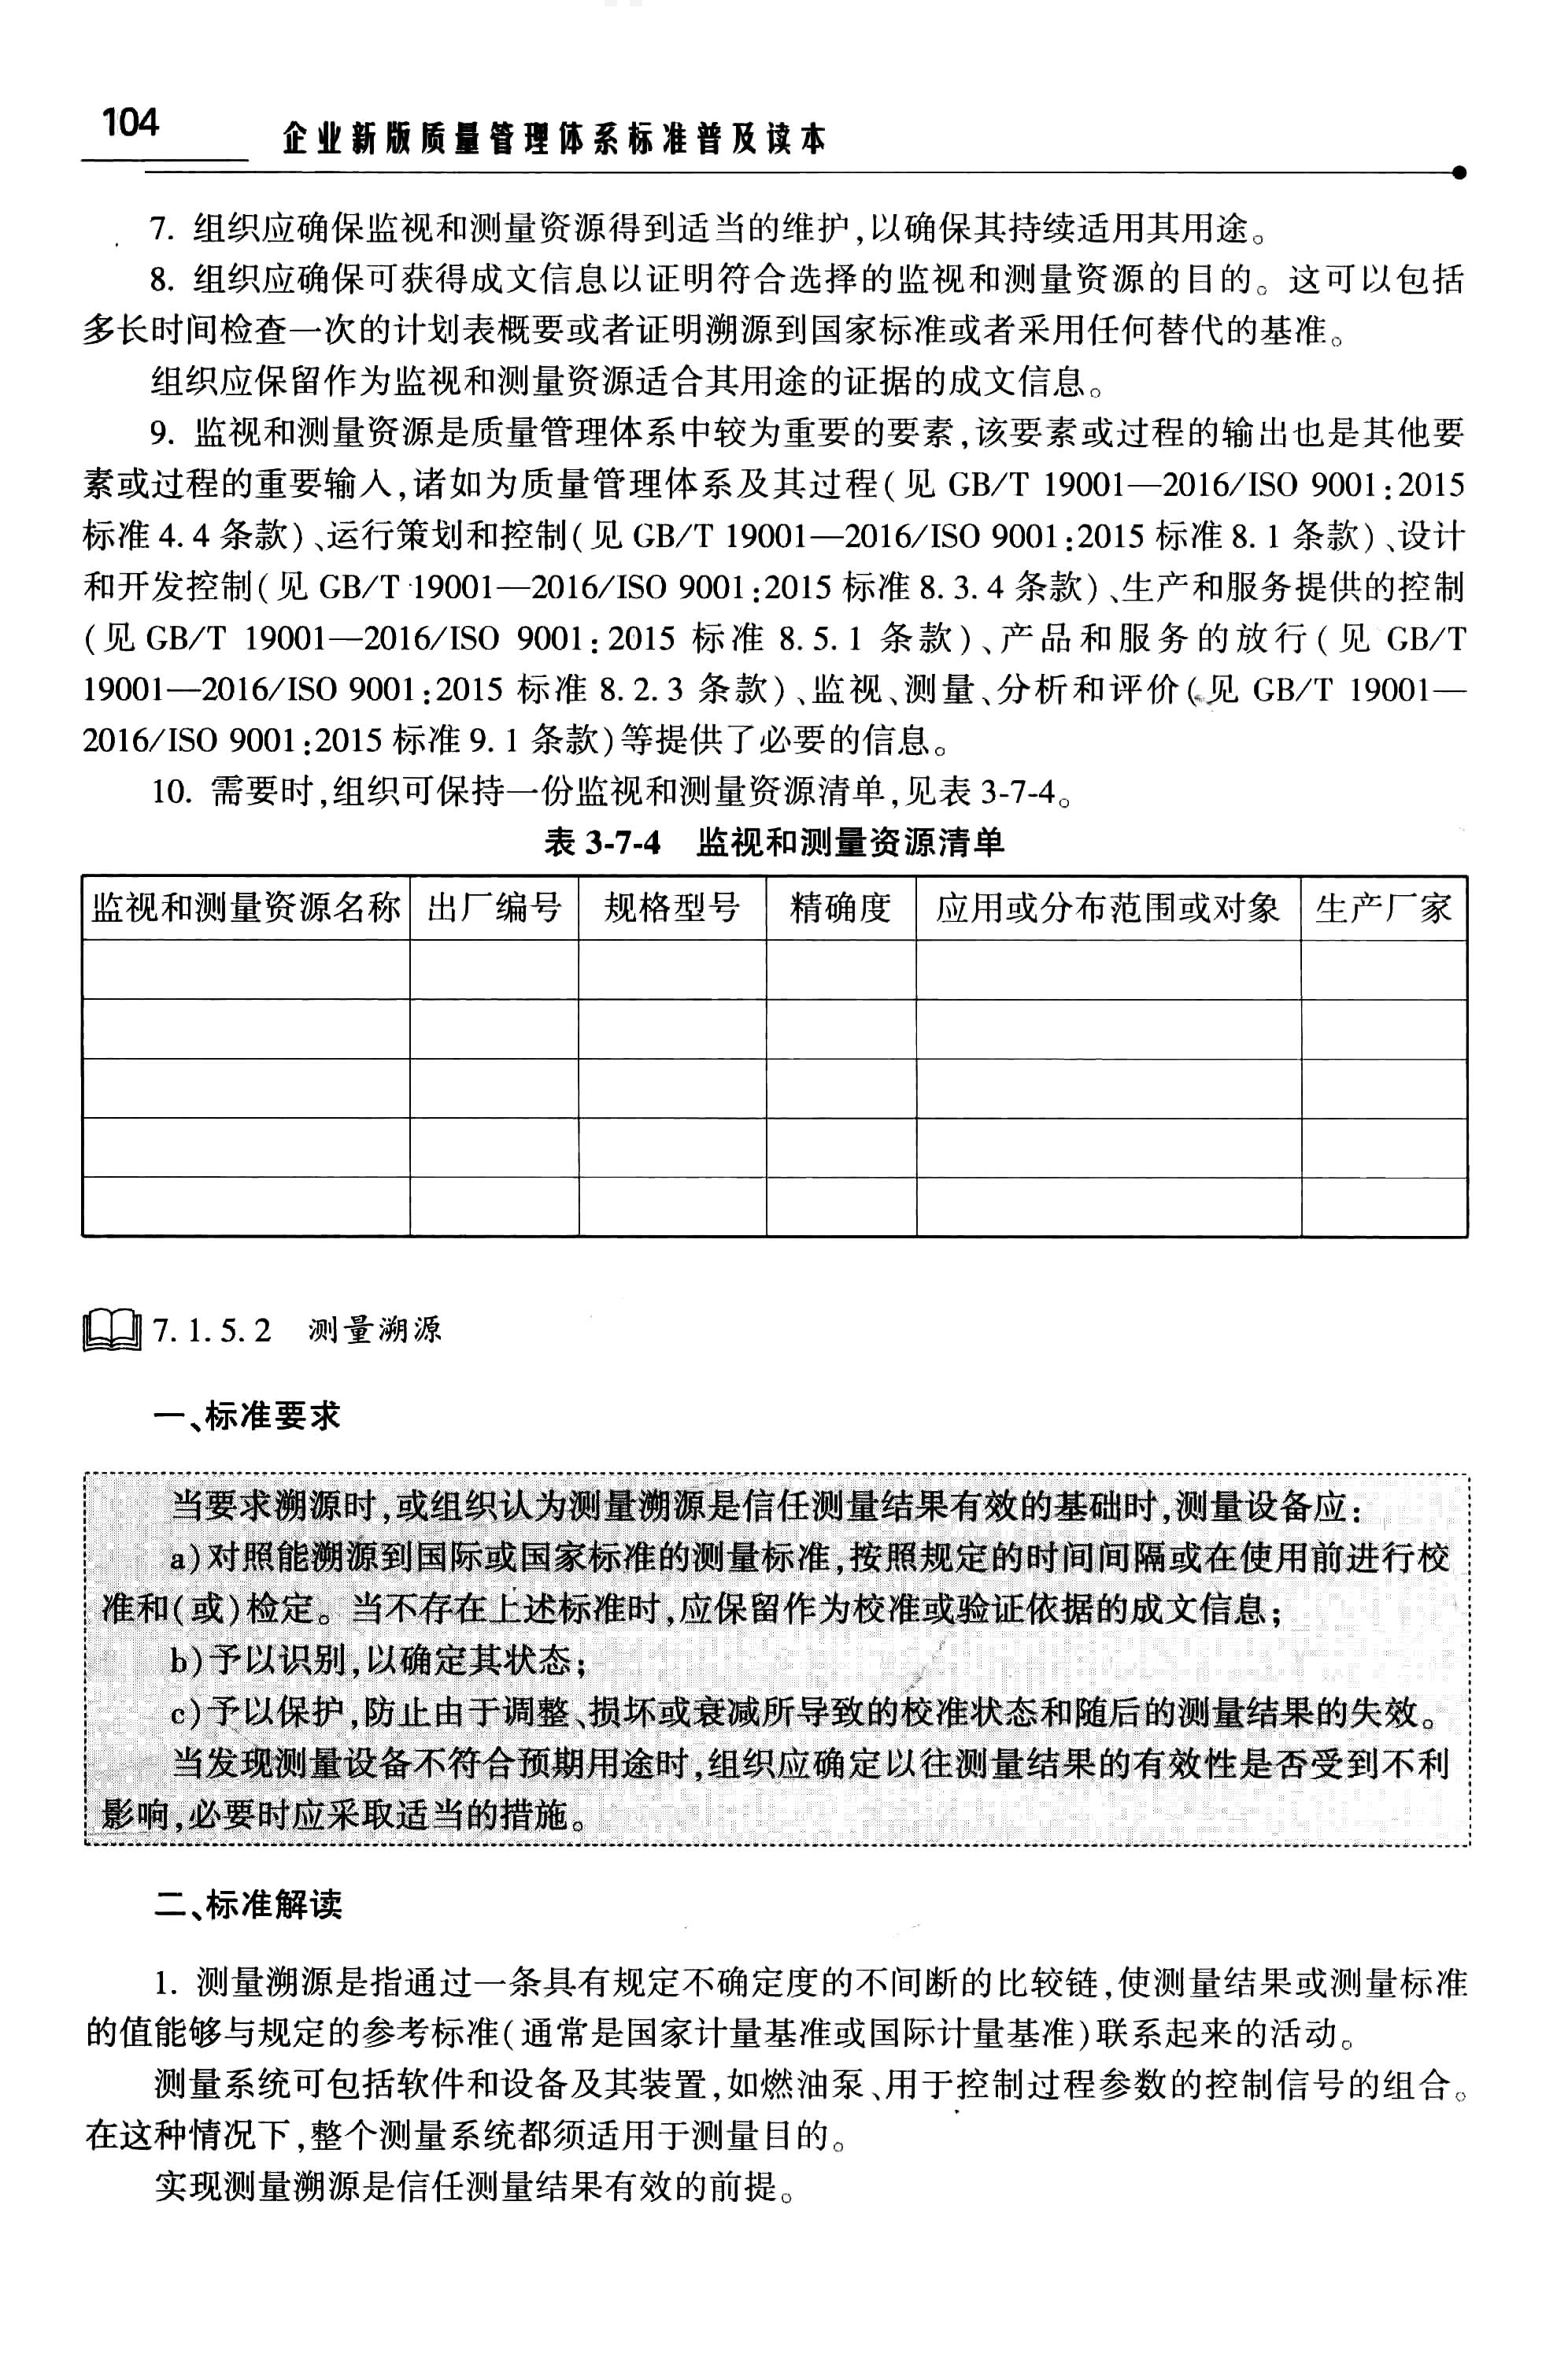 104
企业新版质量管理体系标准普及读本
7. 组织应确保监视和测量资源得到适当的维护,以确保其持续适用其用途。
8. 组织应确保可获得成文信息以证明符合选择的监视和测量资源的目的。这可以包括
多长时间检查一次的计划表概要或者证明溯源到国家标准或者采用任何替代的基准。
组织应保留作为监视和测量资源适合其用途的证据的成文信息。
9. 监视和测量资源是质量管理体系中较为重要的要素,该要素或过程的输出也是其他要
素或过程的重要输入,诸如为质量管理体系及其过程(见 GB/T 19001—2016/ISO 9001:2015
标准 4.4 条款)、运行策划和控制(见 GB/T 19001—2016/ISO 9001:2015 标准 8.1 条款)、设计
和开发控制(见 GB/T 19001—2016/ISO 9001:2015 标准 8.3.4 条款)、生产和服务提供的控制
(见 GB/T 19001—2016/ISO 9001:2015 标准 8.5.1 条款)、产品和服务的放行(见 GB/T
19001—2016/ISO 9001:2015 标准 8.2.3 条款)、监视、测量、分析和评价(见 GB/T 19001—
2016/ISO 9001:2015 标准 9.1 条款)等提供了必要的信息。
10. 需要时,组织可保持一份监视和测量资源清单,见表 3-7-4。
表 3-7-4 监视和测量资源清单
监视和测量资源名称 出厂编号 规格型号 精确度 应用或分布范围或对象 生产厂家
7.1.5.2 测量溯源
一、标准要求
当要求溯源时,或组织认为测量溯源是信任测量结果有效的基础时,测量设备应:
a)对照能溯源到国际或国家标准的测量标准,按照规定的时间间隔或在使用前进行校
准和(或)检定。当不存在上述标准时,应保留作为校准或验证依据的成文信息;
b)予以识别,以确定其状态;
c)予以保护,防止由于调整、损坏或衰减所导致的校准状态和随后的测量结果的失效。
当发现测量设备不符合预期用途时,组织应确定以往测量结果的有效性是否受到不利
影响,必要时应采取适当的措施。
二、标准解读
1. 测量溯源是指通过一条具有规定不确定度的不间断的比较链,使测量结果或测量标准
的值能够与规定的参考标准(通常是国家计量基准或国际计量基准)联系起来的活动。
测量系统可包括软件和设备及其装置,如燃油泵、用于控制过程参数的控制信号的组合。
在这种情况下,整个测量系统都须适用于测量目的。
实现测量溯源是信任测量结果有效的前提。